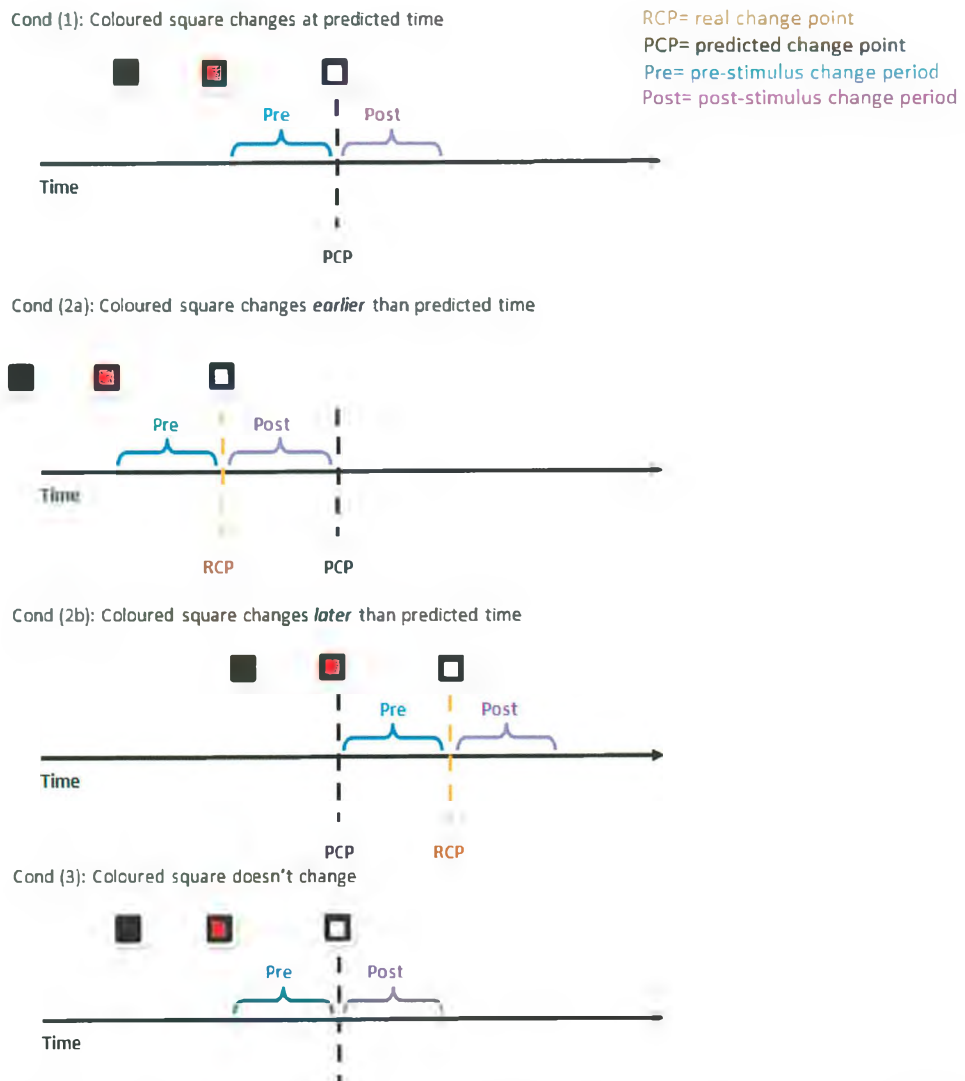 Cond (1): Coloured square changes at predicted time
RCP= real change point
PCP= predicted change point
Pre= pre-stimulus change period
Post= post-stimulus change period
Pre Post
Time
PCP
Cond (2a): Coloured square changes earlier than predicted time
Pre Post
Time
RCP PCP
Cond (2b): Coloured square changes later than predicted time
Pre Post
Time
PCP RCP
Cond (3): Coloured square doesn't change
Pre Post
Time